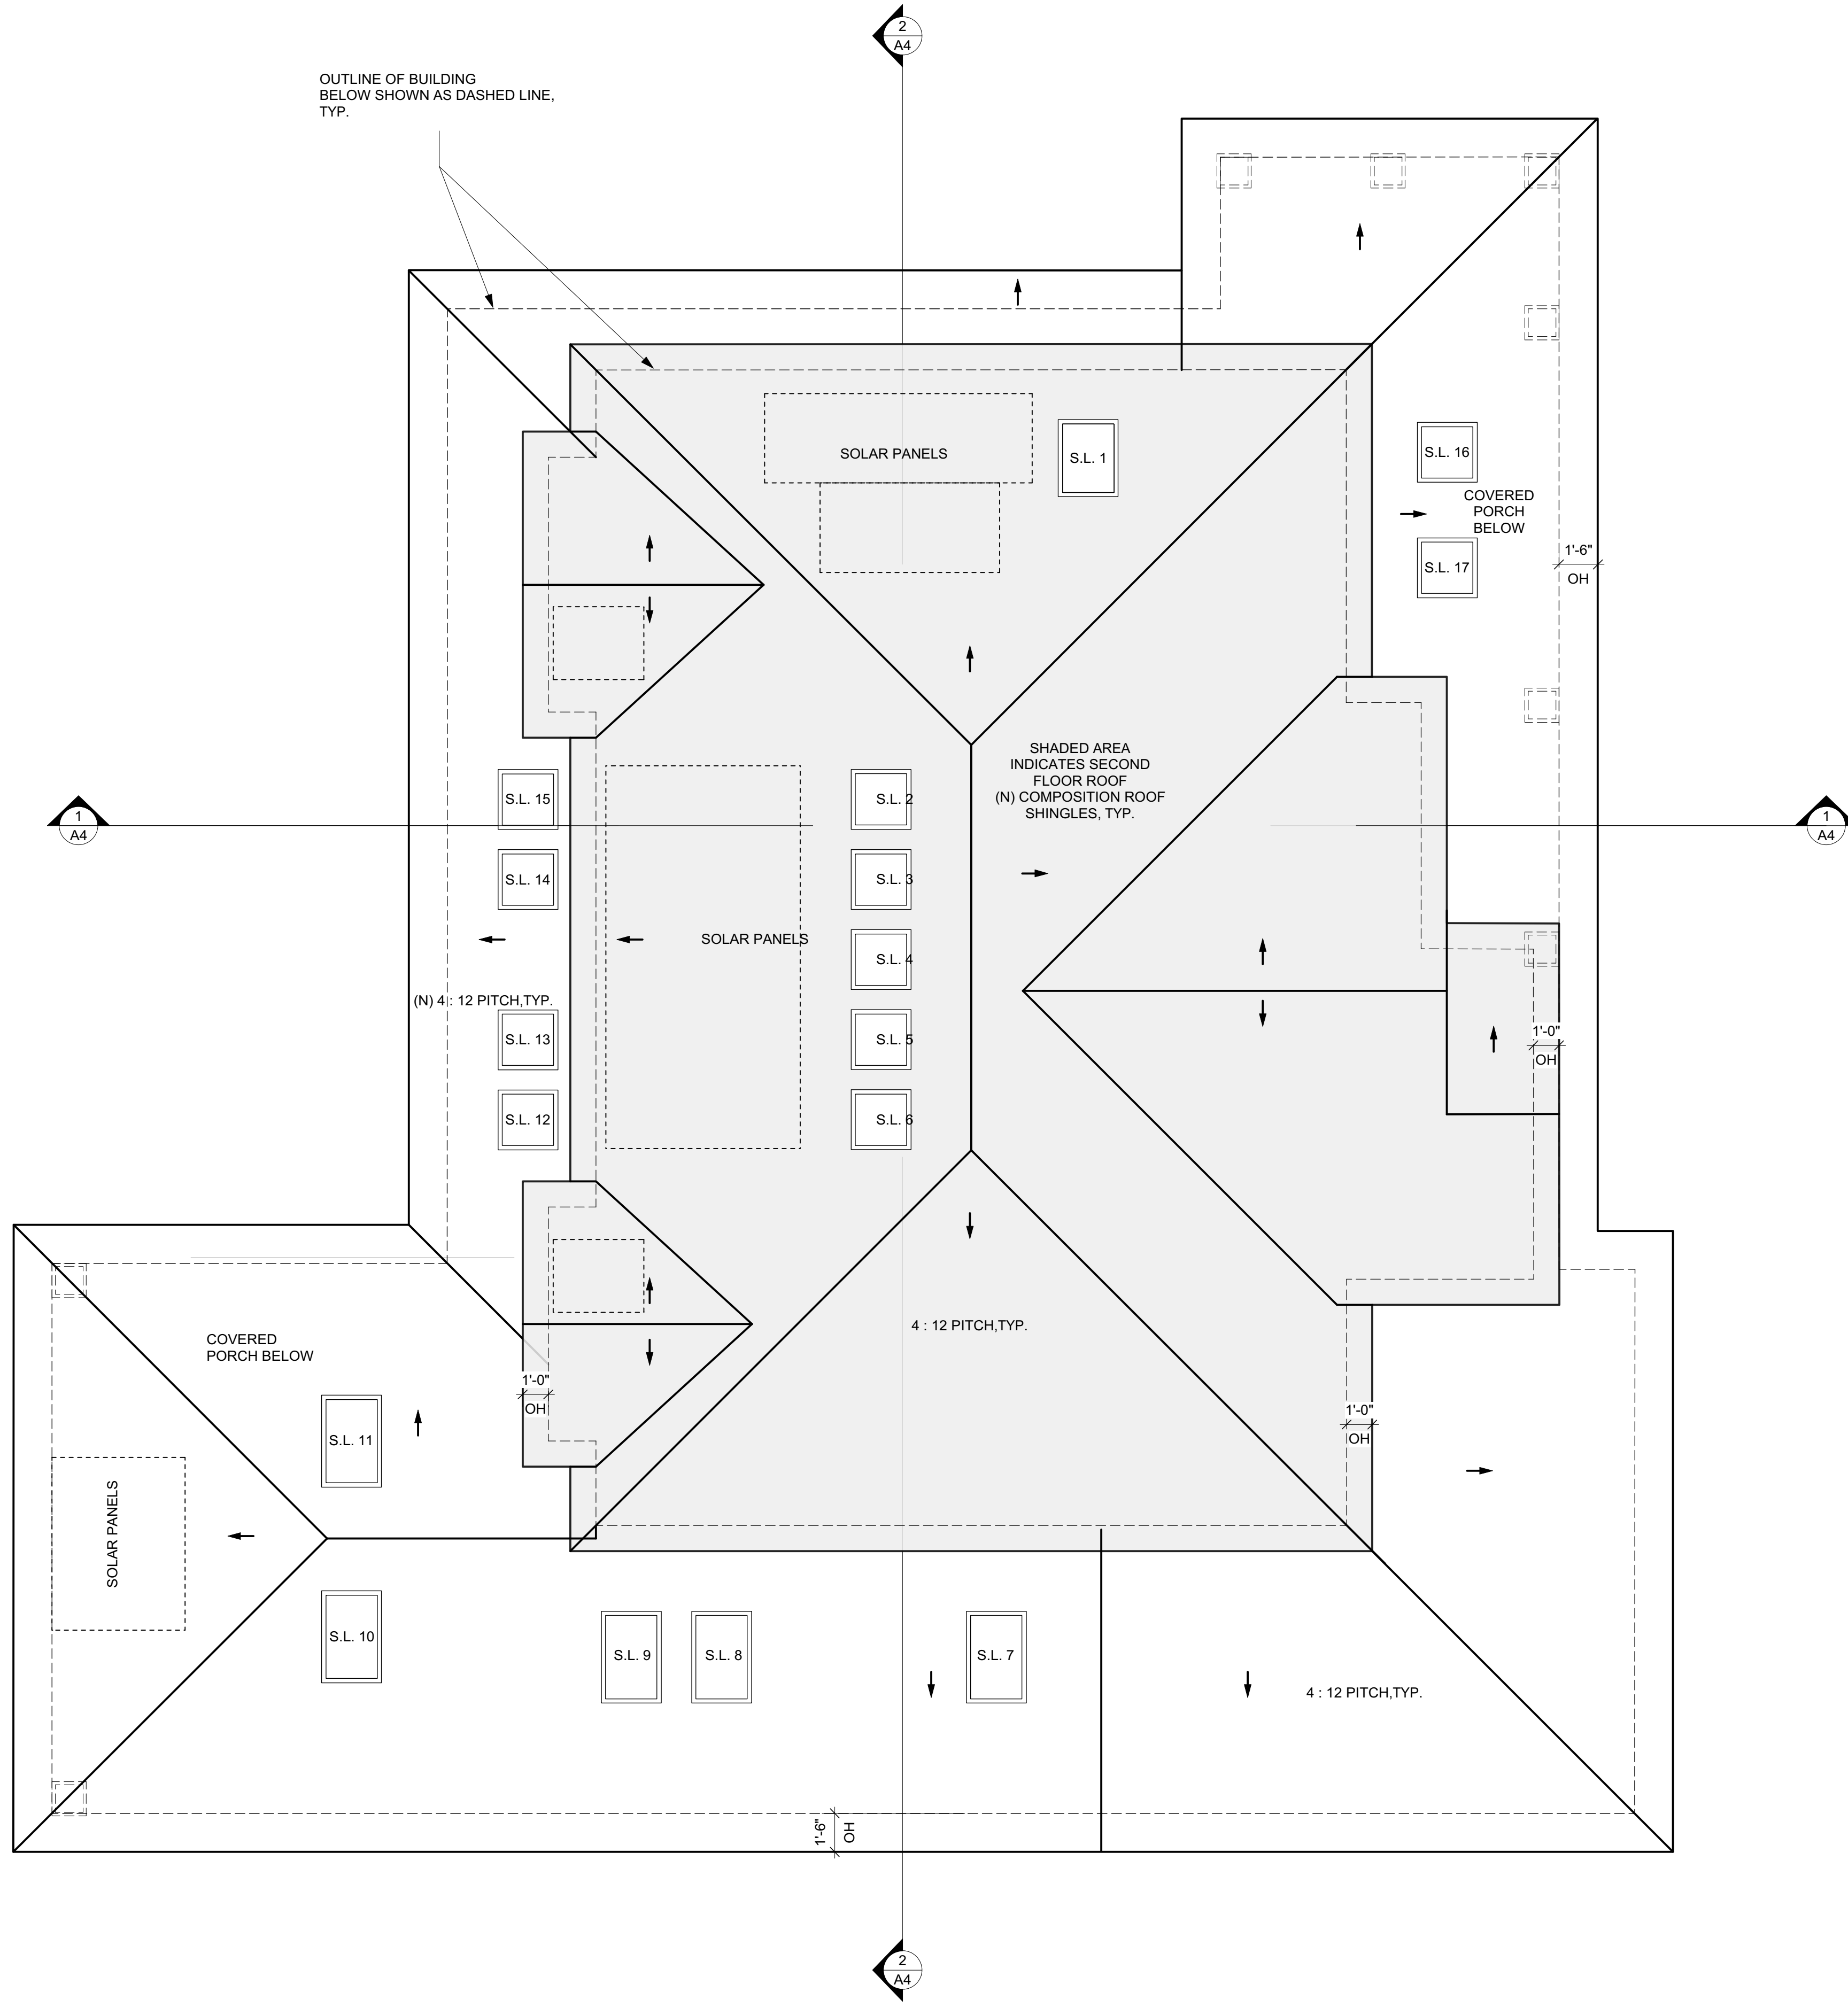 2
A4
OUTLINE OF BUILDING
BELOW SHOWN AS DASHED LINE,
TYP.
SOLAR PANELS
S.L. 1
S.L. 16
COVERED
PORCH
BELOW
1'-6"
OH
S.L. 17
SHADED AREA
INDICATES SECOND
FLOOR ROOF
(N) COMPOSITION ROOF
SHINGLES, TYP.
1
A4
S.L. 15
S.L. 2
1
A4
S.L. 14
S.L. 3
SOLAR PANELS
S.L. 4
(N) 4 : 12 PITCH,TYP.
S.L. 13
S.L. 5
1'-0"
OH
S.L. 12
S.L. 6
COVERED
PORCH BELOW
4 : 12 PITCH,TYP.
1'-0"
OH
1'-0"
OH
S.L. 11
SOLAR PANELS
S.L. 10
S.L. 9
S.L. 8
S.L. 7
4 : 12 PITCH,TYP.
1'-6"
OH
2
A4